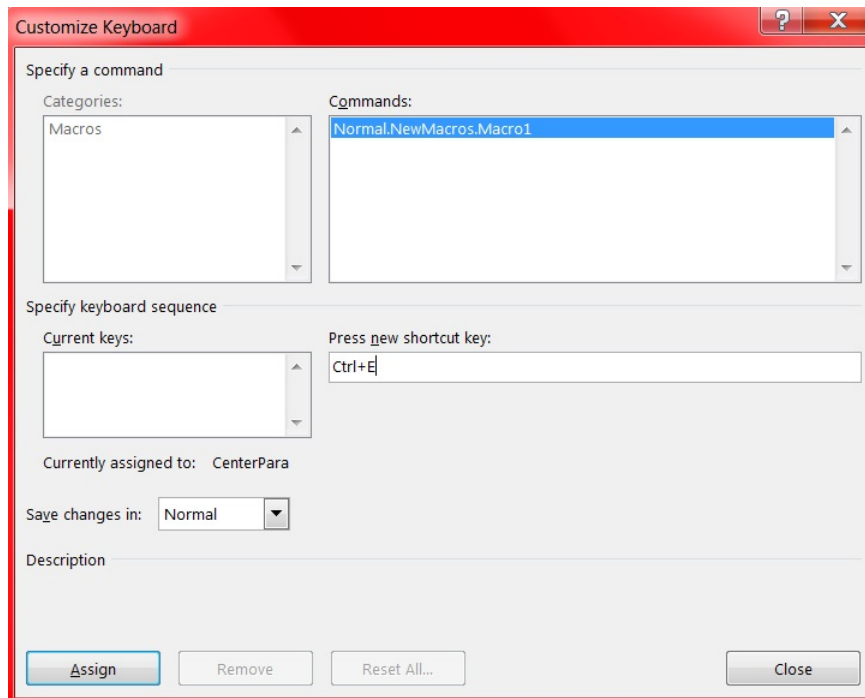 Customize Keyboard
? X
Specify a command
Categories:
Commands:
Macros
Normal.NewMacros.Macro1
Specify keyboard sequence
Current keys:
Press new shortcut key:
Ctrl+E
Currently assigned to: CenterPara
Save changes in: Normal
Description
Assign Remove Reset All... Close